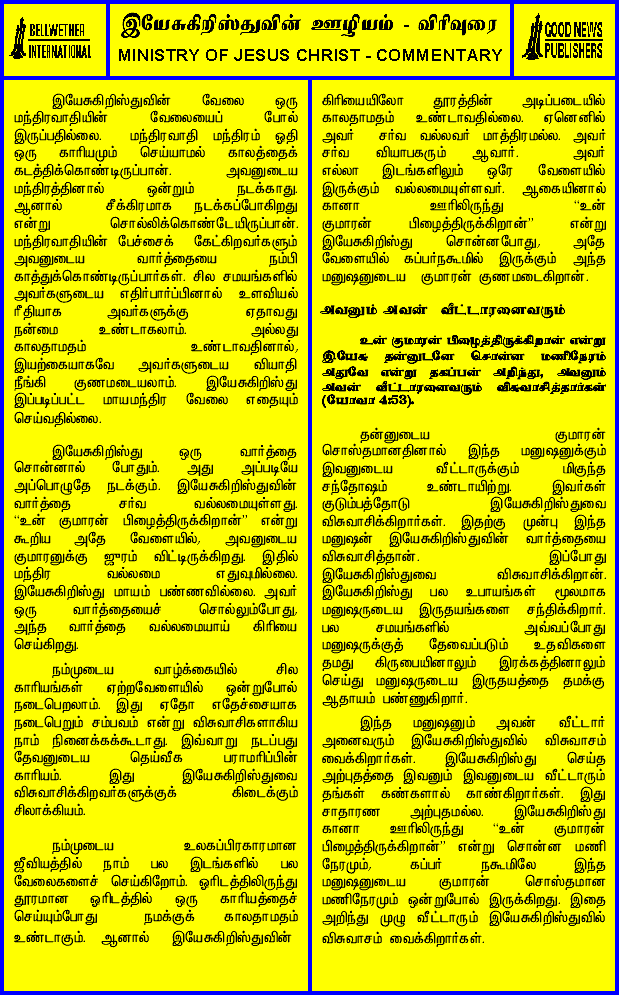 BELLWETHER
INTERNATIONAL
இயேசுகிறிஸ்துவின் ஊழியம் - விரிவுரை
MINISTRY OF JESUS CHRIST - COMMENTARY
GOOD NEWS
PUBLISHERS
இயேசுகிறிஸ்துவின் வேலை ஒரு
மந்திரவாதியின் வேலையைப் போல்
இருப்பதில்லை. மந்திரவாதி மந்திரம் ஓதி
ஒரு காரியமும் செய்யாமல் காலத்தைக்
கடத்திக்கொண்டிருப்பான். அவனுடைய
மந்திரத்தினால் ஒன்றும் நடக்காது.
ஆனால் சீக்கிரமாக நடக்கப்போகிறது
என்று சொல்லிக்கொண்டேயிருப்பான்.
மந்திரவாதியின் பேச்சைக் கேட்கிறவர்களும்
அவனுடைய வார்த்தையை நம்பி
காத்துக்கொண்டிருப்பார்கள். சில சமயங்களில்
அவர்களுடைய எதிர்பார்ப்பினால் உளவியல்
ரீதியாக அவர்களுக்கு ஏதாவது
நன்மை உண்டாகலாம். அல்லது
காலதாமதம் உண்டாவதினால்,
இயற்கையாகவே அவர்களுடைய வியாதி
நீங்கி குணமடையலாம். இயேசுகிறிஸ்து
இப்படிப்பட்ட மாயமந்திர வேலை எதையும்
செய்வதில்லை.
இயேசுகிறிஸ்து ஒரு வார்த்தை
சொன்னால் போதும். அது அப்படியே
அப்பொழுதே நடக்கும். இயேசுகிறிஸ்துவின்
வார்த்தை சர்வ வல்லமையுள்ளது.
“உன் குமாரன் பிழைத்திருக்கிறான்” என்று
கூறிய அதே வேளையில், அவனுடைய
குமாரனுக்கு ஜுரம் விட்டிருக்கிறது. இதில்
மந்திர வல்லமை எதுவுமில்லை.
இயேசுகிறிஸ்து மாயம் பண்ணவில்லை. அவர்
ஒரு வார்த்தையைச் சொல்லும்போது,
அந்த வார்த்தை வல்லமையாய் கிரியை
செய்கிறது.
நம்முடைய வாழ்க்கையில் சில
காரியங்கள் ஏற்றவேளையில் ஒன்றுபோல்
நடைபெறலாம். இது ஏதோ எதேச்சையாக
நடைபெறும் சம்பவம் என்று விசுவாசிகளாகிய
நாம் நினைக்கக்கூடாது. இவ்வாறு நடப்பது
தேவனுடைய தெய்வீக பராமரிப்பின்
காரியம். இது இயேசுகிறிஸ்துவை
விசுவாசிக்கிறவர்களுக்குக் கிடைக்கும்
சிலாக்கியம்.
நம்முடைய உலகப்பிரகாரமான
ஜீவியத்தில் நாம் பல இடங்களில் பல
வேலைகளைச் செய்கிறோம். ஓரிடத்திலிருந்து
தூரமான ஓரிடத்தில் ஒரு காரியத்தைச்
செய்யும்போது நமக்குக் காலதாமதம்
உண்டாகும். ஆனால் இயேசுகிறிஸ்துவின்
கிரியையிலோ தூரத்தின் அடிப்படையில்
காலதாமதம் உண்டாவதில்லை. ஏனெனில்
அவர் சர்வ வல்லவர் மாத்திரமல்ல. அவர்
சர்வ வியாபகரும் ஆவார். அவர்
எல்லா இடங்களிலும் ஒரே வேளையில்
இருக்கும் வல்லமையுள்ளவர். ஆகையினால்
கானா ஊரிலிருந்து “உன்
குமாரன் பிழைத்திருக்கிறான்” என்று
இயேசுகிறிஸ்து சொன்னபோது, அதே
வேளையில் கப்பர்நகூமில் இருக்கும் அந்த
மனுஷனுடைய குமாரன் குணமடைகிறான்.
அவனும் அவன் வீட்டாரனைவரும்
உன் குமாரன் பிழைத்திருக்கிறான் என்று
இயேசு தன்னுடனே சொன்ன மணிநேரம்
அதுவே என்று தகப்பன் அறிந்து, அவனும்
அவன் வீட்டாரனைவரும் விசுவாசித்தார்கள்
(யோவா 4:53).
தன்னுடைய குமாரன்
சொஸ்தமானதினால் இந்த மனுஷனுக்கும்
இவனுடைய வீட்டாருக்கும் மிகுந்த
சந்தோஷம் உண்டாயிற்று. இவர்கள்
குடும்பத்தோடு இயேசுகிறிஸ்துவை
விசுவாசிக்கிறார்கள். இதற்கு முன்பு இந்த
மனுஷன் இயேசுகிறிஸ்துவின் வார்த்தையை
விசுவாசித்தான். இப்போது
இயேசுகிறிஸ்துவை விசுவாசிக்கிறான்.
இயேசுகிறிஸ்து பல உபாயங்கள் மூலமாக
மனுஷருடைய இருதயங்களை சந்திக்கிறார்.
பல சமயங்களில் அவ்வப்போது
மனுஷருக்குத் தேவைப்படும் உதவிகளை
தமது கிருபையினாலும் இரக்கத்தினாலும்
செய்து மனுஷருடைய இருதயத்தை தமக்கு
ஆதாயம் பண்ணுகிறார்.
இந்த மனுஷனும் அவன் வீட்டார்
அனைவரும் இயேசுகிறிஸ்துவில் விசுவாசம்
வைக்கிறார்கள். இயேசுகிறிஸ்து செய்த
அற்புதத்தை இவனும் இவனுடைய வீட்டாரும்
தங்கள் கண்களால் காண்கிறார்கள். இது
சாதாரண அற்புதமல்ல. இயேசுகிறிஸ்து
கானா ஊரிலிருந்து “உன் குமாரன்
பிழைத்திருக்கிறான்” என்று சொன்ன மணி
நேரமும், கப்பர் நகூமிலே இந்த
மனுஷனுடைய குமாரன் சொஸ்தமான
மணிநேரமும் ஒன்றுபோல் இருக்கிறது. இதை
அறிந்து முழு வீட்டாரும் இயேசுகிறிஸ்துவில்
விசுவாசம் வைக்கிறார்கள்.